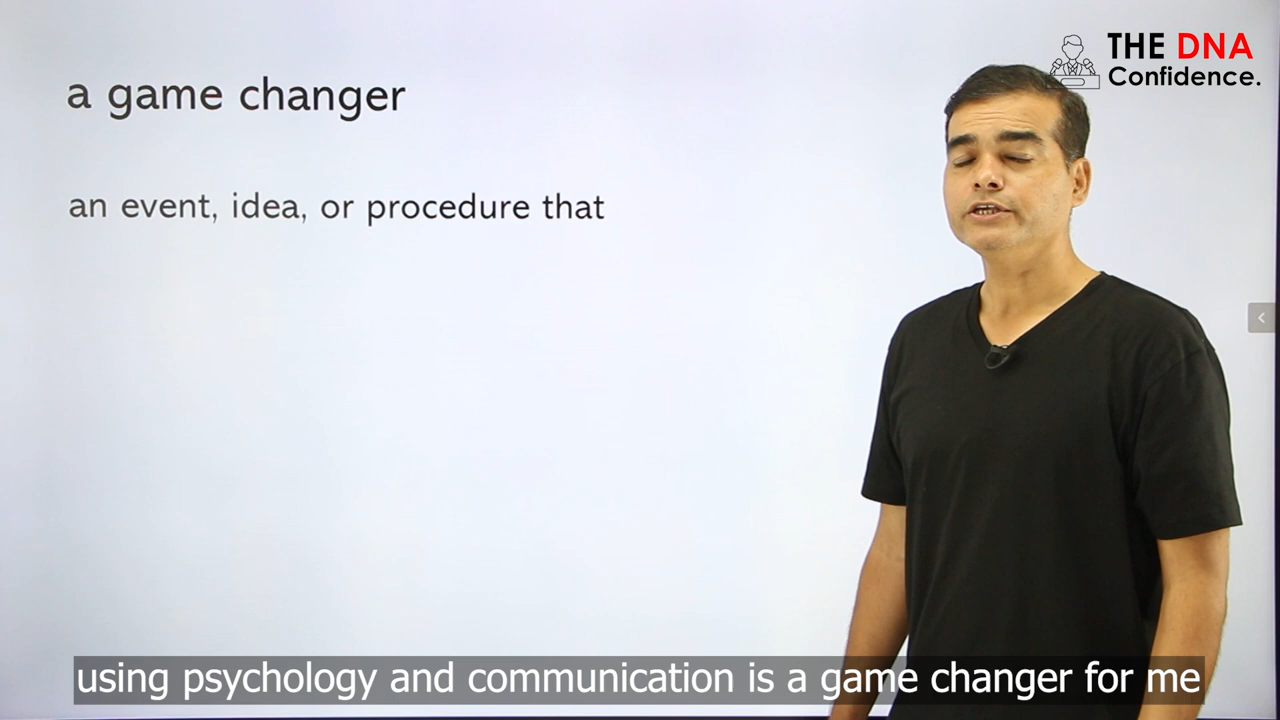 THE DNA
Confidence.
a game changer
an event, idea, or procedure that
using psychology and communication is a game changer for me